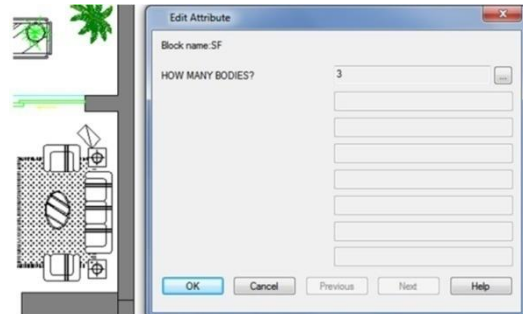 Edit Attribute
Block name:SF
HOW MANY BODIES?
3
...
OK
Cancel
Previous
Next
Help